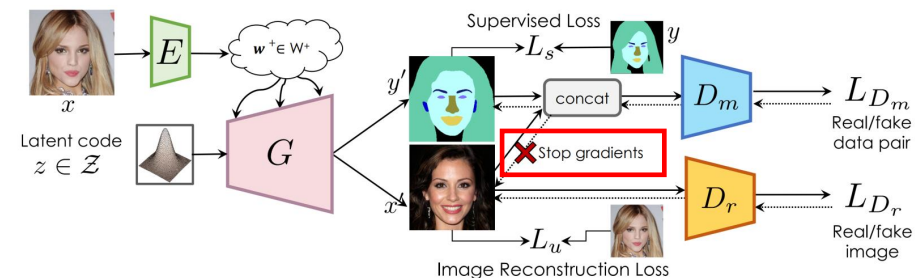 Supervised Loss
E
w⁺ ∈ W⁺
L_s
y
x
y'
concat
D_m
L_{D_m}
Real/fake
data pair
Latent code
z ∈ Z
G
Stop gradients
x
D_r
L_{D_r}
Real/fake
image
L_u
Image Reconstruction Loss